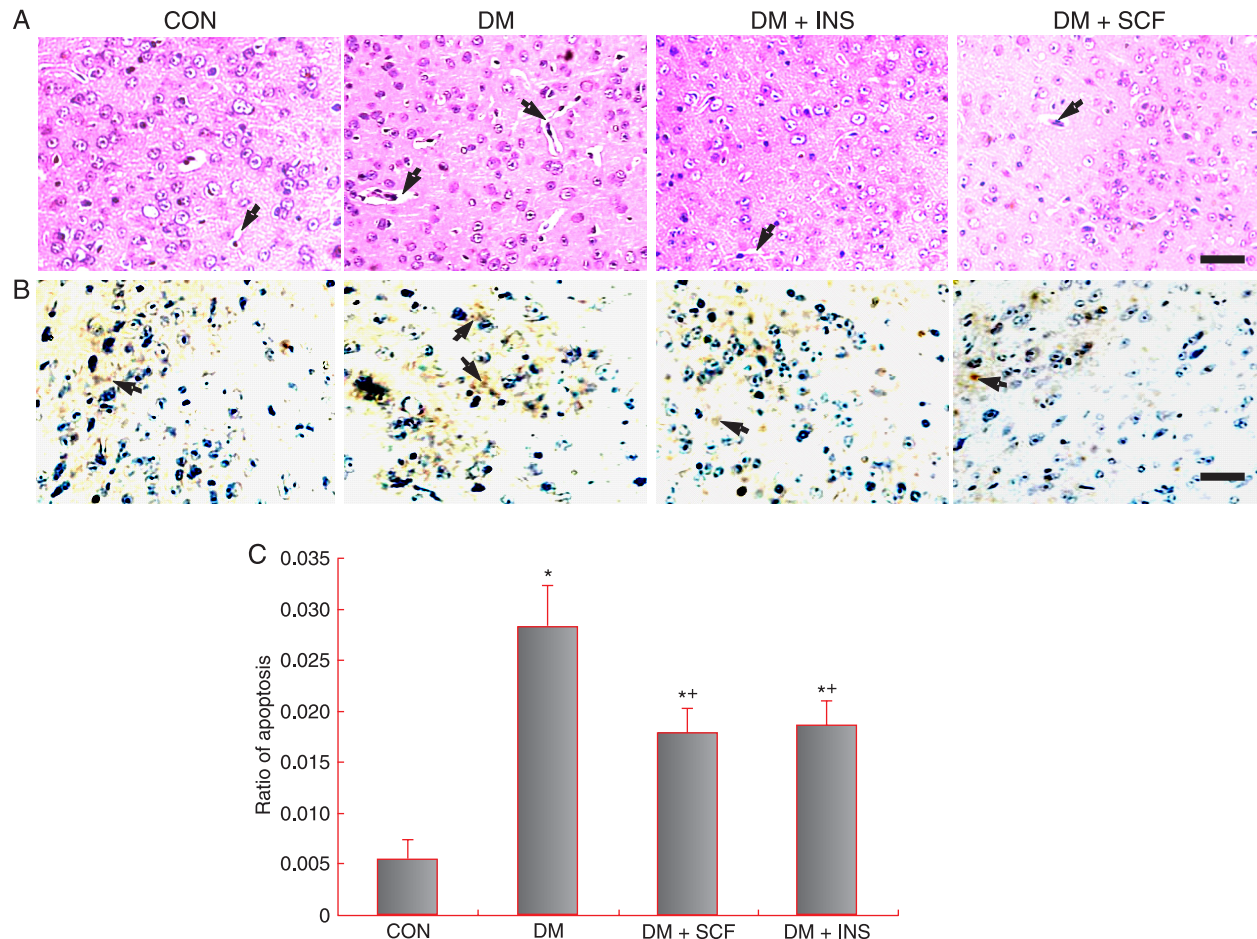 A CON DM DM + INS DM + SCF
B
C
Ratio of apoptosis
0.035
0.030
0.025
0.020
0.015
0.010
0.005
0
* *+ *+
CON DM DM + SCF DM + INS